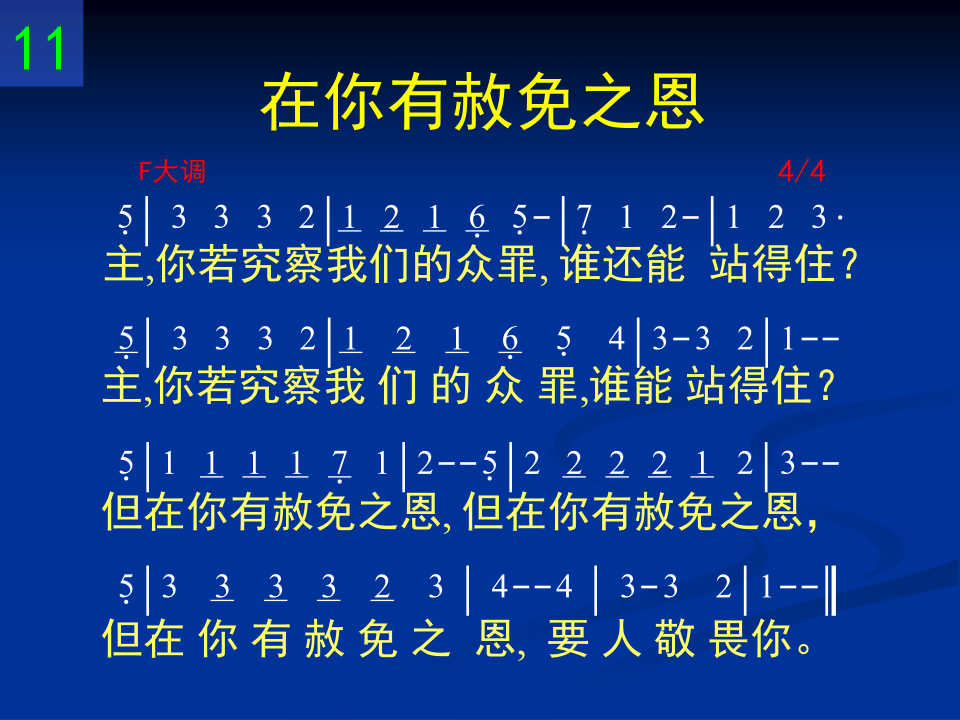 11
在你有赦免之恩
F大调 4/4
5̣| 3 3 3 2|1̲ 2̲ 1̲ 6̣̲ 5̣-|7̣ 1 2-|1 2 3·
主,你若究察我们的众罪, 谁还能 站得住?
5̣̲| 3 3 3 2|1̲ 2̲ 1̲ 6̣̲ 5̣ 4|3-3 2|1--
主,你若究察我 们 的 众 罪,谁能 站得住?
5̣|1 1̲ 1̲ 1̲ 7̣̲ 1|2--5̣|2 2̲ 2̲ 2̲ 1̲ 2|3--
但在你有赦免之恩, 但在你有赦免之恩，
5̣|3 3̲ 3̲ 3̲ 2̲ 3 | 4--4 | 3-3 2|1--‖
但在 你 有 赦 免 之 恩, 要 人 敬 畏你。